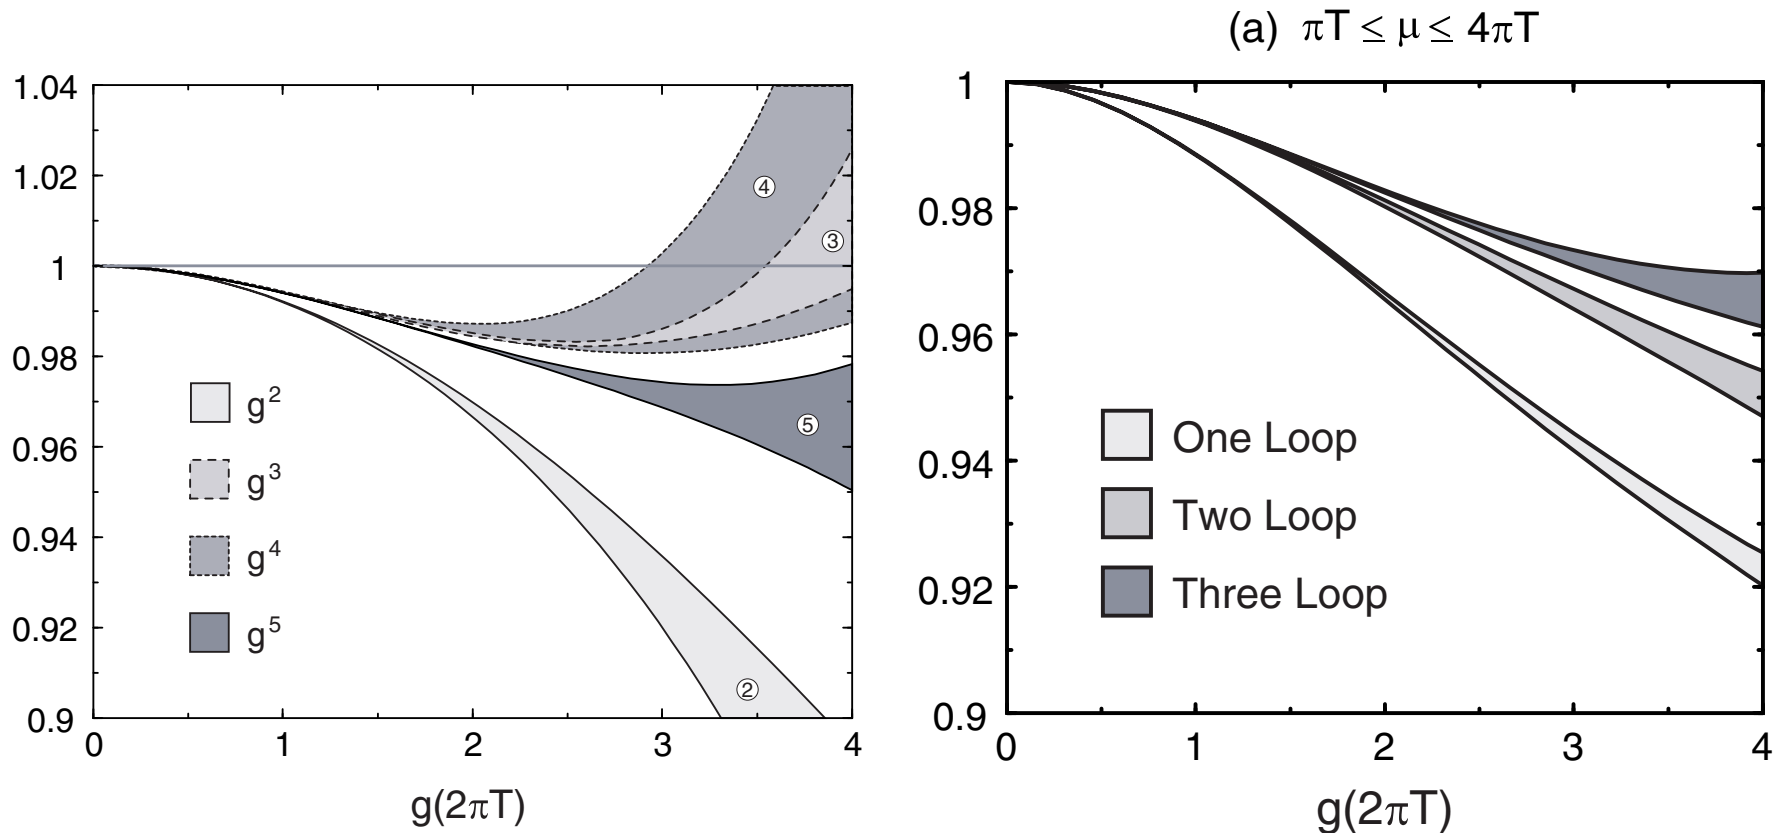 1.04
1.02
1
0.98
0.96
0.94
0.92
0.9
0 1 2 3 4
g(2πT)
④
③
⑤
②
g²
g³
g⁴
g⁵
(a) πT ≤ μ ≤ 4πT
1
0.98
0.96
0.94
0.92
0.9
0 1 2 3 4
g(2πT)
One Loop
Two Loop
Three Loop